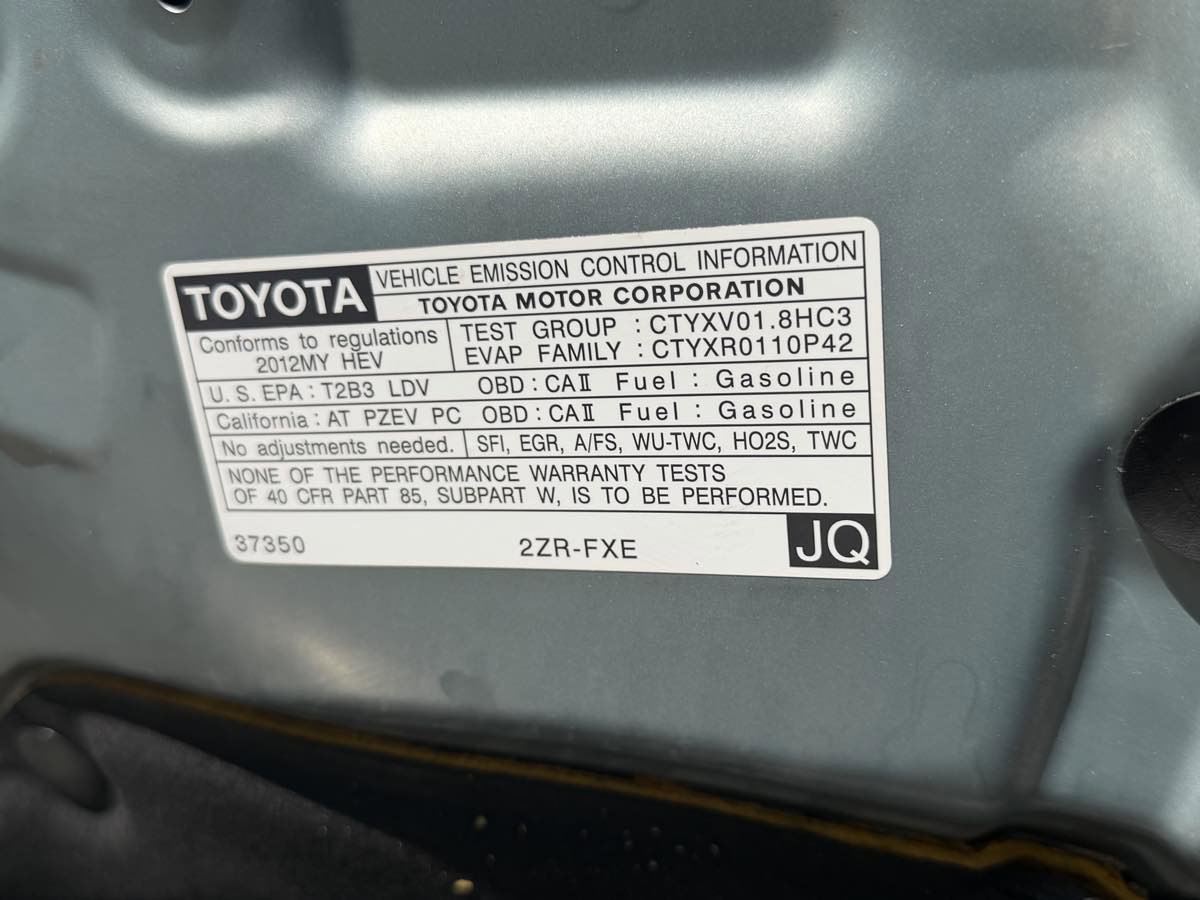 TOYOTA
VEHICLE EMISSION CONTROL INFORMATION
TOYOTA MOTOR CORPORATION
Conforms to regulations
2012MY HEV
TEST GROUP : CTYXV01.8HC3
EVAP FAMILY : CTYXR0110P42
U.S. EPA : T2B3 LDV OBD : CAⅡ Fuel : Gasoline
California : AT PZEV PC OBD : CAⅡ Fuel : Gasoline
No adjustments needed. SFI, EGR, A/FS, WU-TWC, HO2S, TWC
NONE OF THE PERFORMANCE WARRANTY TESTS
OF 40 CFR PART 85, SUBPART W, IS TO BE PERFORMED.
37350 2ZR-FXE JQ